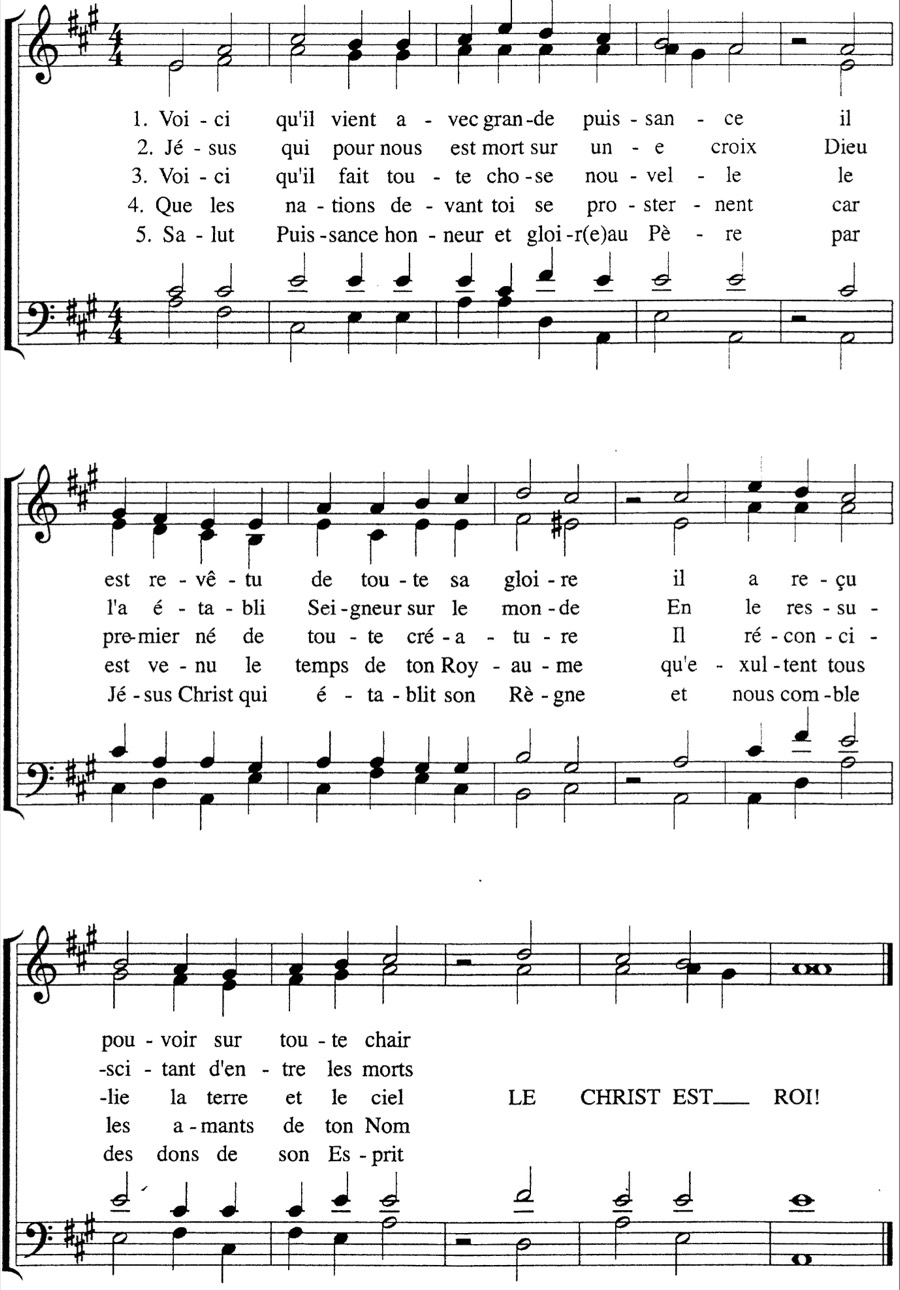 4 4
1. Voi - ci qu'il vient a - vec gran-de puis - san - ce il
2. Jé - sus qui pour nous est mort sur un - e croix Dieu
3. Voi - ci qu'il fait tou - te cho - se nou - vel - le le
4. Que les na - tions de - vant toi se pro - ster - nent car
5. Sa - lut Puis - sance hon - neur et gloi - r(e)au Pè - re par
4 4
est re - vê - tu de tou - te sa gloi - re il a re - çu
l'a é - ta - bli Sei - gneur sur le mon - de En le res - su -
pre-mier né de tou - te cré - a - tu - re Il ré - con - ci -
est ve - nu le temps de ton Roy - au - me qu'e - xul - tent tous
Jé - sus Christ qui é - ta - blit son Rè - gne et nous com - ble
pou - voir sur tou - te chair
-sci - tant d'en - tre les morts
-lie la terre et le ciel LE CHRIST EST___ ROI!
les a - mants de ton Nom
des dons de son Es - prit